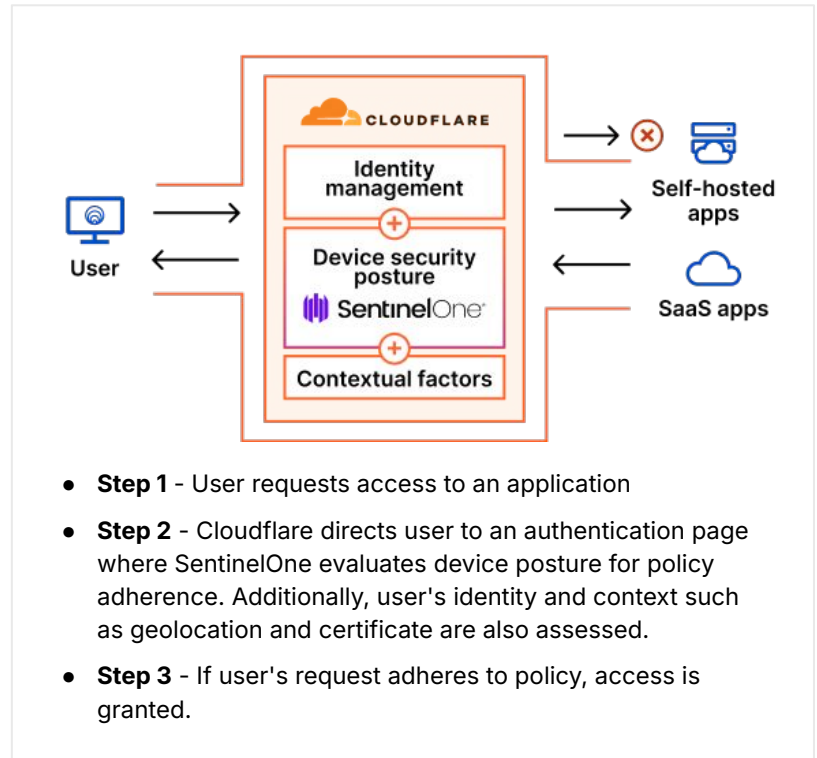 CLOUDFLARE
Identity
management
User
Device security
posture
SentinelOne
Contextual factors
Self-hosted
apps
SaaS apps
● Step 1 - User requests access to an application
● Step 2 - Cloudflare directs user to an authentication page
where SentinelOne evaluates device posture for policy
adherence. Additionally, user's identity and context such
as geolocation and certificate are also assessed.
● Step 3 - If user's request adheres to policy, access is
granted.